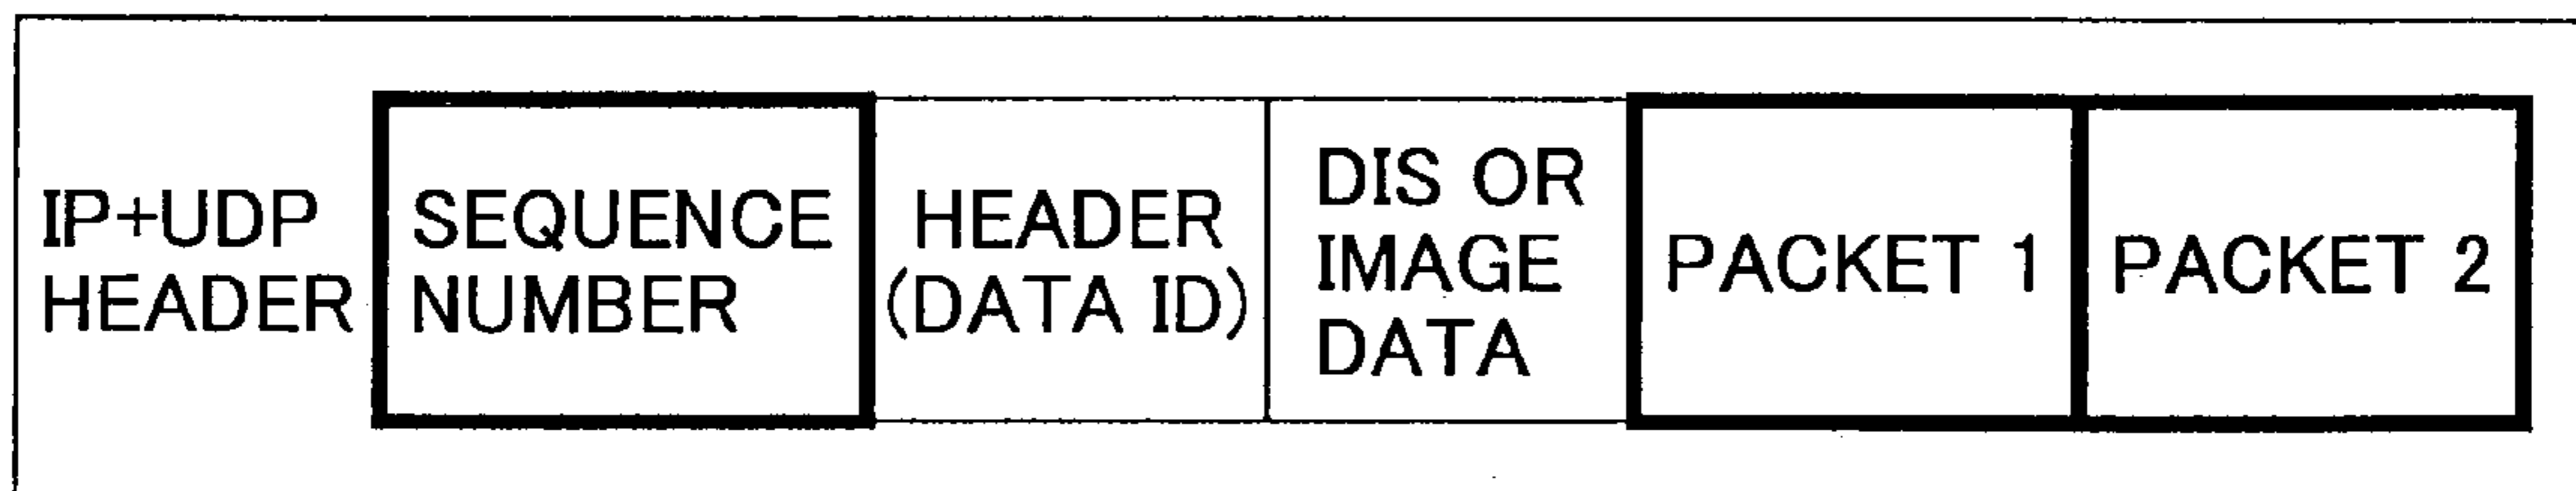 IP+UDP
HEADER
SEQUENCE
NUMBER
HEADER
(DATA ID)
DIS OR
IMAGE
DATA
PACKET 1
PACKET 2